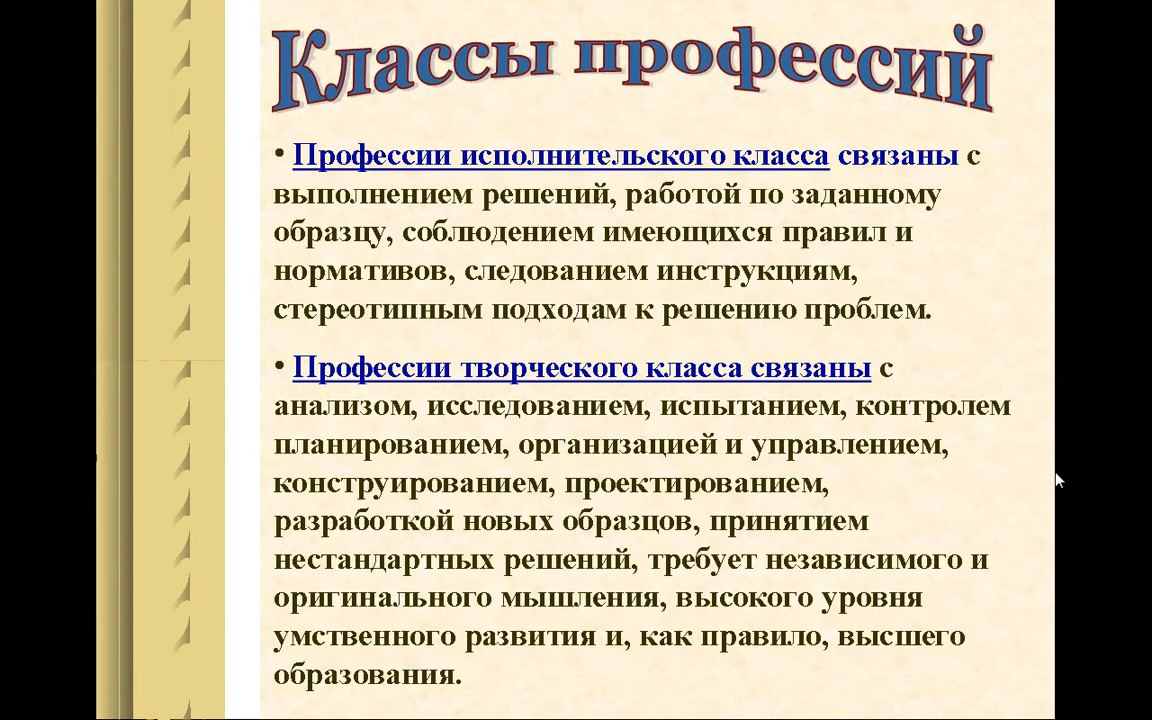 Классы профессий
• Профессии исполнительского класса связаны с
выполнением решений, работой по заданному
образцу, соблюдением имеющихся правил и
нормативов, следованием инструкциям,
стереотипным подходам к решению проблем.
• Профессии творческого класса связаны с
анализом, исследованием, испытанием, контролем
планированием, организацией и управлением,
конструированием, проектированием,
разработкой новых образцов, принятием
нестандартных решений, требует независимого и
оригинального мышления, высокого уровня
умственного развития и, как правило, высшего
образования.